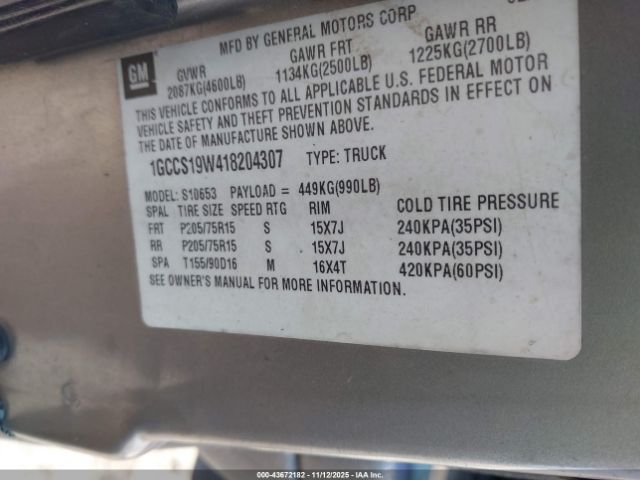 MFD BY GENERAL MOTORS CORP
GM
GVWR GAWR FRT GAWR RR
2087KG(4600LB) 1134KG(2500LB) 1225KG(2700LB)
THIS VEHICLE CONFORMS TO ALL APPLICABLE U.S. FEDERAL MOTOR
VEHICLE SAFETY AND THEFT PREVENTION STANDARDS IN EFFECT ON
THE DATE OF MANUFACTURE SHOWN ABOVE.
1GCCS19W418204307 TYPE: TRUCK
MODEL: S10653 PAYLOAD = 449KG(990LB)
SPAL TIRE SIZE SPEED RTG RIM COLD TIRE PRESSURE
FRT P205/75R15 S 15X7J 240KPA(35PSI)
RR P205/75R15 S 15X7J 240KPA(35PSI)
SPA T155/90D16 M 16X4T 420KPA(60PSI)
SEE OWNER'S MANUAL FOR MORE INFORMATION.
000-43672182 - 11/12/2025 - IAA Inc.